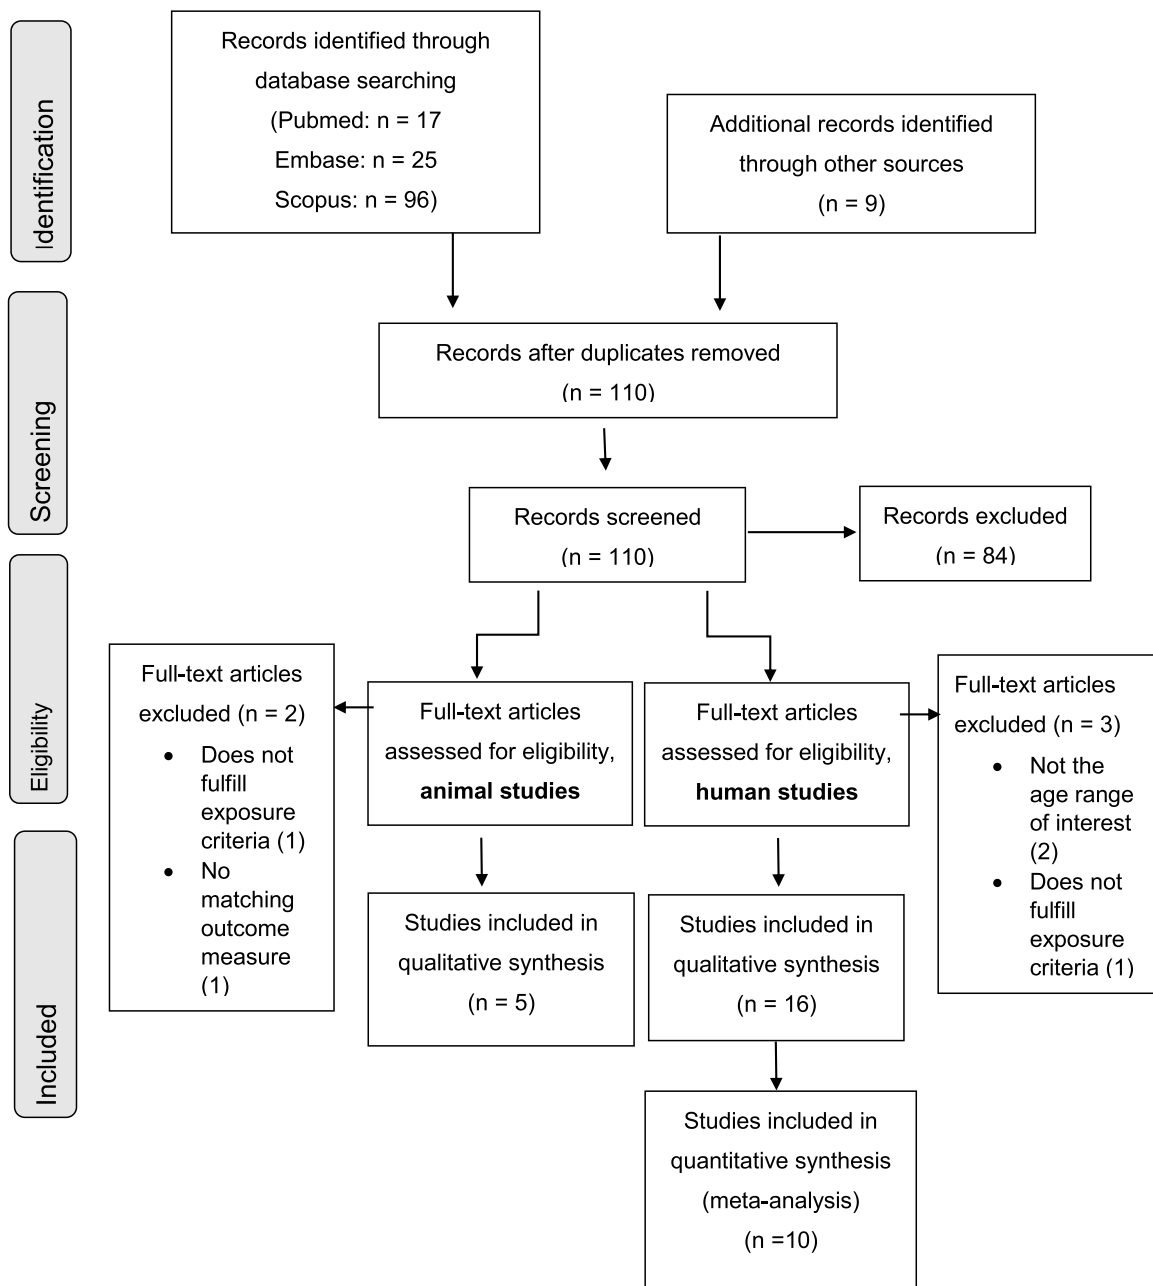 Identification
Records identified through
database searching
(Pubmed: n = 17
Embase: n = 25
Scopus: n = 96)
Additional records identified
through other sources
(n = 9)
Screening
Records after duplicates removed
(n = 110)
Records screened
(n = 110)
Records excluded
(n = 84)
Eligibility
Full-text articles
excluded (n = 2)
• Does not
fulfill
exposure
criteria (1)
• No
matching
outcome
measure
(1)
Full-text articles
assessed for eligibility,
animal studies
Full-text articles
assessed for eligibility,
human studies
Full-text articles
excluded (n = 3)
• Not the
age range
of interest
(2)
• Does not
fulfill
exposure
criteria (1)
Included
Studies included in
qualitative synthesis
(n = 5)
Studies included in
qualitative synthesis
(n = 16)
Studies included in
quantitative synthesis
(meta-analysis)
(n =10)